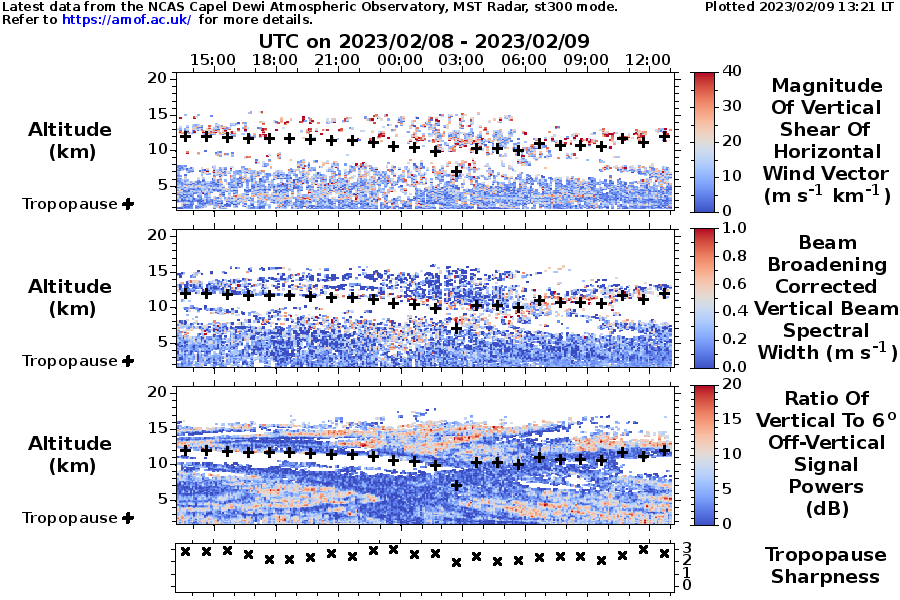 Latest data from the NCAS Capel Dewi Atmospheric Observatory, MST Radar, st300 mode.
Plotted 2023/02/09 13:21 LT
Refer to https://amof.ac.uk/ for more details.
UTC on 2023/02/08 - 2023/02/09
15:00 18:00 21:00 00:00 03:00 06:00 09:00 12:00
20
15
10
5
Altitude
(km)
Tropopause
40
30
20
10
0
Magnitude
Of Vertical
Shear Of
Horizontal
Wind Vector
(m s-1 km-1)
20
15
10
5
Altitude
(km)
Tropopause
1.0
0.8
0.6
0.4
0.2
0.0
Beam
Broadening
Corrected
Vertical Beam
Spectral
Width (m s-1)
20
15
10
5
Altitude
(km)
Tropopause
20
15
10
5
0
Ratio Of
Vertical To 6o
Off-Vertical
Signal
Powers
(dB)
3
2
1
0
Tropopause
Sharpness